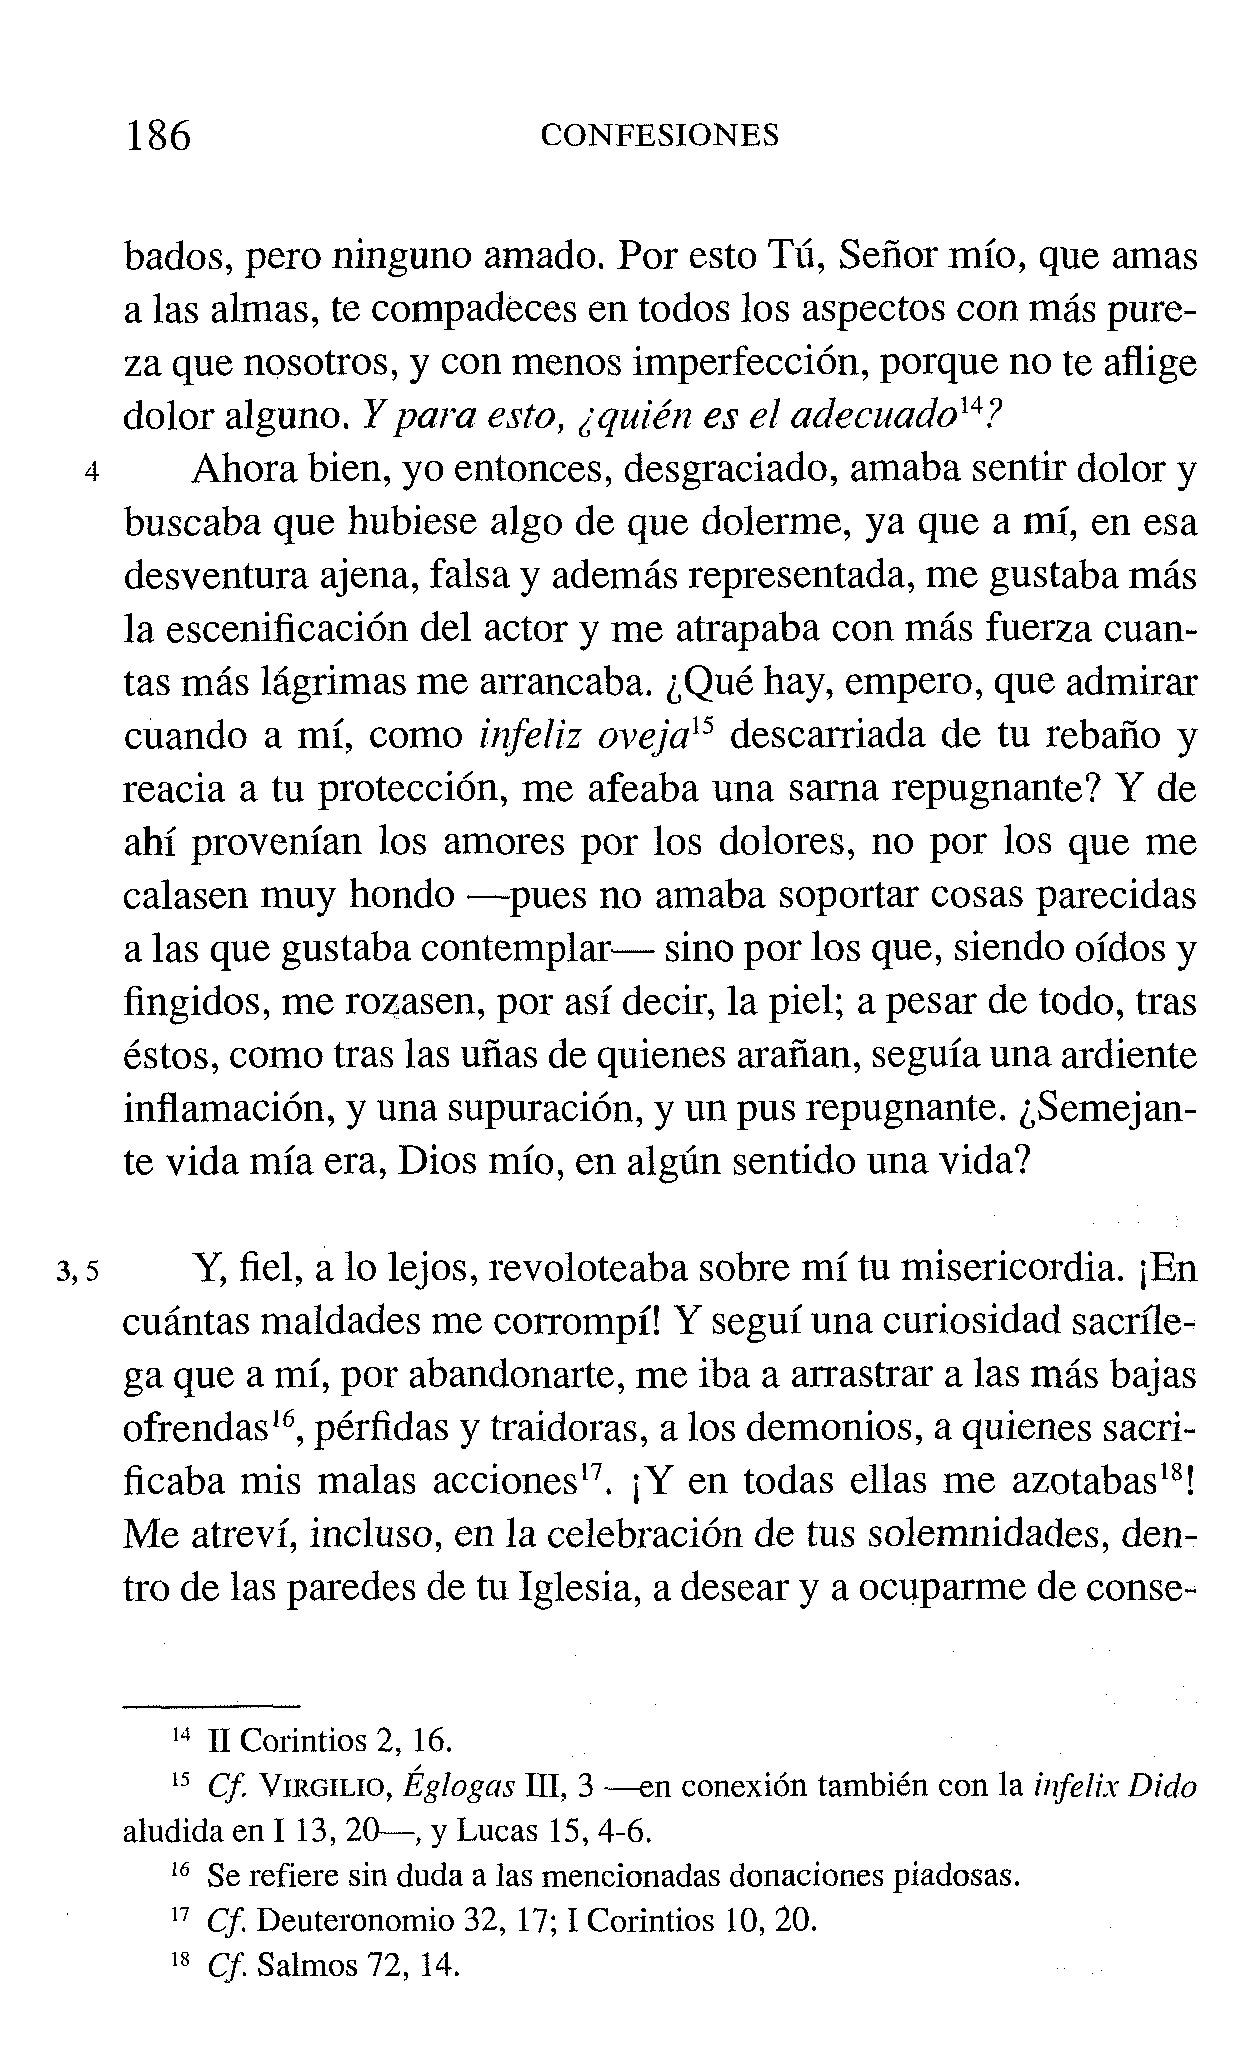 186 CONFESIONES
bados, pero ninguno amado. Por esto Tú, Señor mío, que amas
a las almas, te compadeces en todos los aspectos con más pure-
za que nosotros, y con menos imperfección, porque no te aflige
dolor alguno. Y para esto, ¿quién es el adecuado¹⁴?
4 Ahora bien, yo entonces, desgraciado, amaba sentir dolor y
buscaba que hubiese algo de que dolerme, ya que a mí, en esa
desventura ajena, falsa y además representada, me gustaba más
la escenificación del actor y me atrapaba con más fuerza cuan-
tas más lágrimas me arrancaba. ¿Qué hay, empero, que admirar
cuando a mí, como infeliz oveja¹⁵ descarriada de tu rebaño y
reacia a tu protección, me afeaba una sarna repugnante? Y de
ahí provenían los amores por los dolores, no por los que me
calasen muy hondo —pues no amaba soportar cosas parecidas
a las que gustaba contemplar— sino por los que, siendo oídos y
fingidos, me rozasen, por así decir, la piel; a pesar de todo, tras
éstos, como tras las uñas de quienes arañan, seguía una ardiente
inflamación, y una supuración, y un pus repugnante. ¿Semejan-
te vida mía era, Dios mío, en algún sentido una vida?
3, 5 Y, fiel, a lo lejos, revoloteaba sobre mí tu misericordia. ¡En
cuántas maldades me corrompí! Y seguí una curiosidad sacríle-
ga que a mí, por abandonarte, me iba a arrastrar a las más bajas
ofrendas¹⁶, pérfidas y traidoras, a los demonios, a quienes sacri-
ficaba mis malas acciones¹⁷. ¡Y en todas ellas me azotabas¹⁸!
Me atreví, incluso, en la celebración de tus solemnidades, den-
tro de las paredes de tu Iglesia, a desear y a ocuparme de conse-
¹⁴ II Corintios 2, 16.
¹⁵ Cf. VIRGILIO, Églogas III, 3 —en conexión también con la infelix Dido
aludida en I 13, 20—, y Lucas 15, 4-6.
¹⁶ Se refiere sin duda a las mencionadas donaciones piadosas.
¹⁷ Cf. Deuteronomio 32, 17; I Corintios 10, 20.
¹⁸ Cf. Salmos 72, 14.